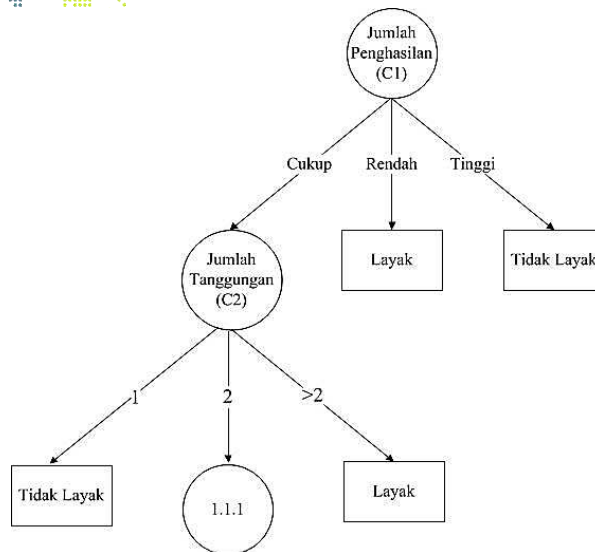 Jumlah
Penghasilan
(C1)
Cukup Rendah Tinggi
Jumlah
Tanggungan
(C2)
Layak
Tidak Layak
1 2 >2
Tidak Layak
1.1.1
Layak